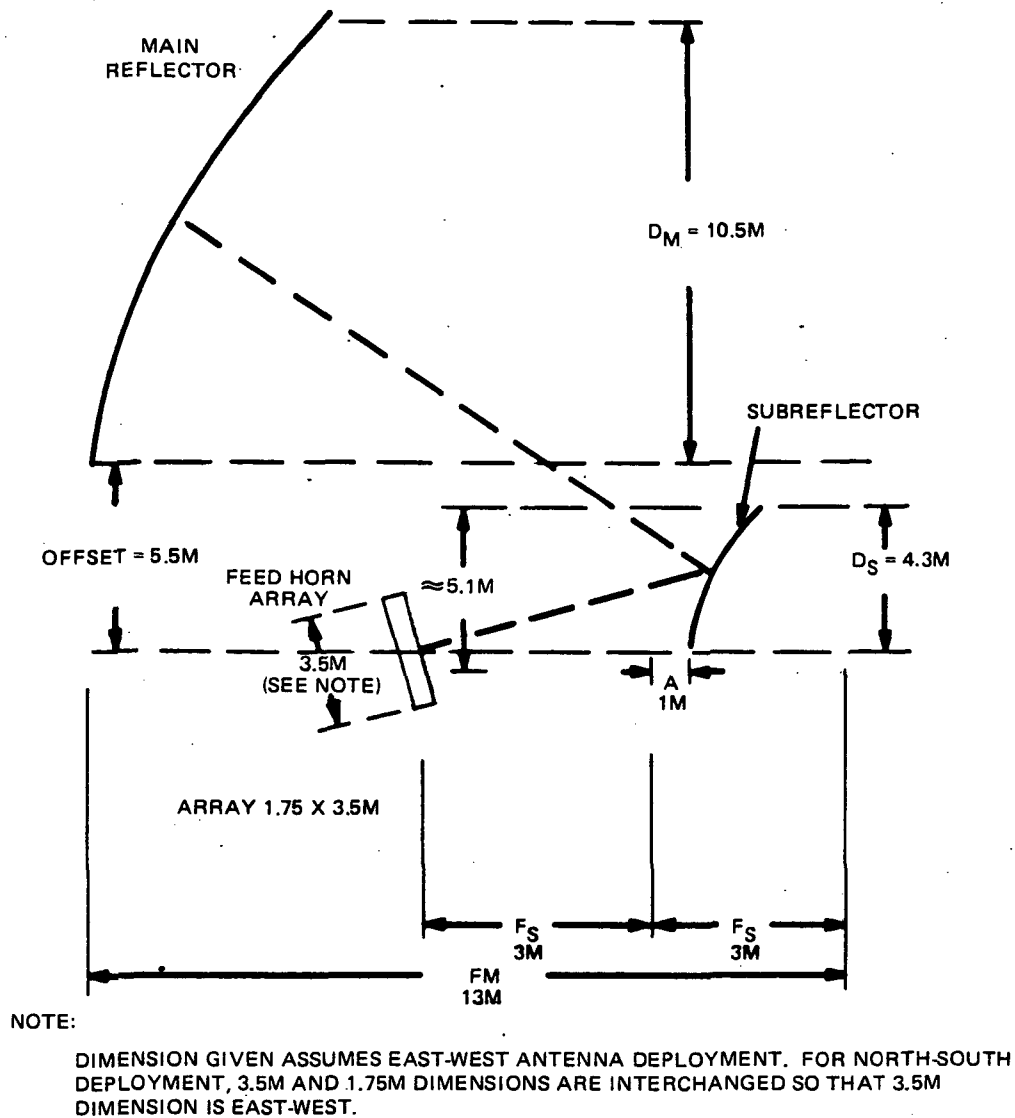 MAIN
REFLECTOR
D_M = 10.5M
SUBREFLECTOR
OFFSET = 5.5M
FEED HORN
ARRAY
≈5.1M
D_S = 4.3M
3.5M
(SEE NOTE)
A
1M
ARRAY 1.75 X 3.5M
F_S
3M
F_S
3M
FM
13M
NOTE:
DIMENSION GIVEN ASSUMES EAST-WEST ANTENNA DEPLOYMENT. FOR NORTH-SOUTH
DEPLOYMENT, 3.5M AND 1.75M DIMENSIONS ARE INTERCHANGED SO THAT 3.5M
DIMENSION IS EAST-WEST.